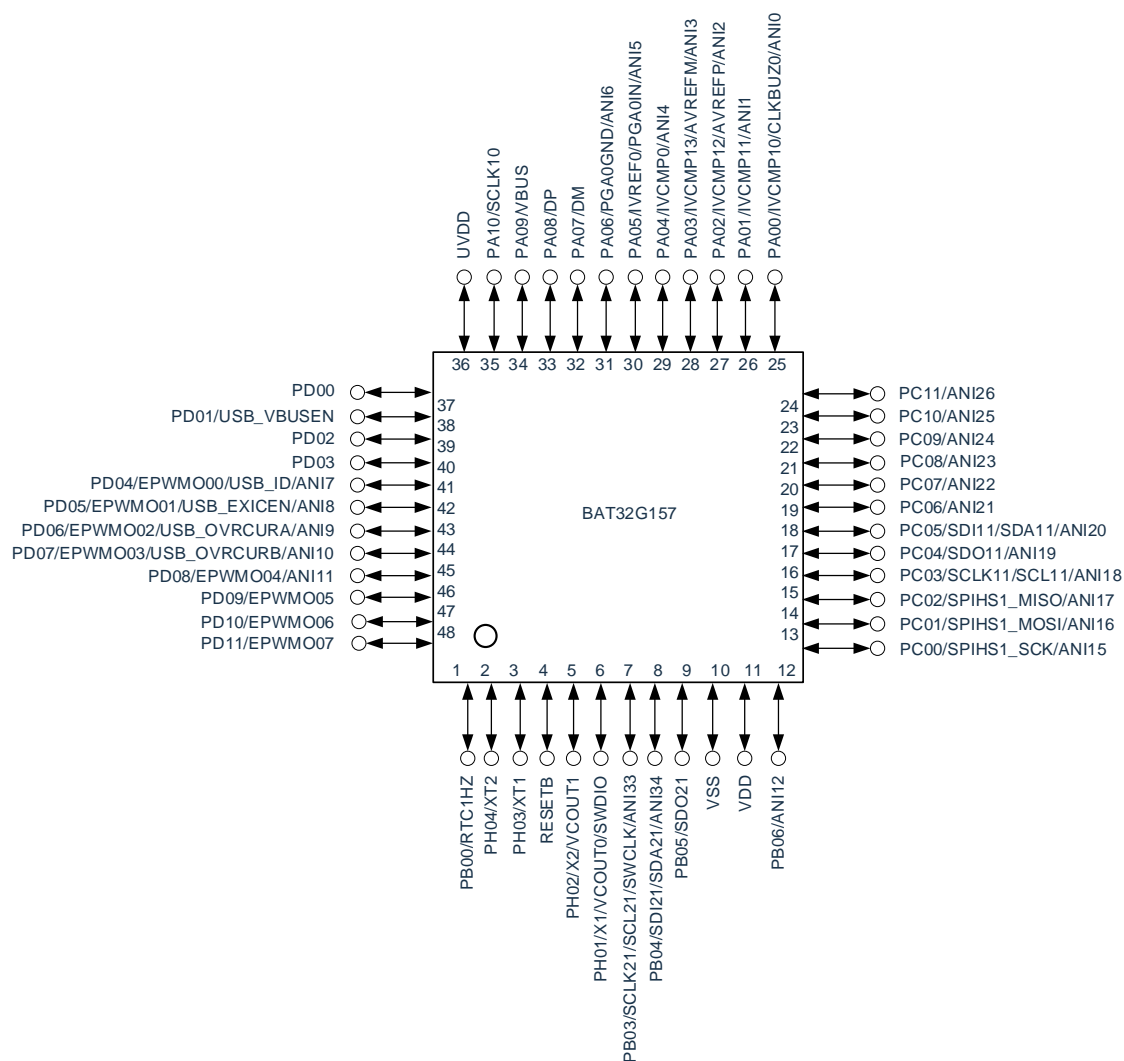 UVDD
PA10/SCLK10
PA09/VBUS
PA08/DP
PA07/DM
PA06/PGA0GND/ANI6
PA05/IVREF0/PGA0IN/ANI5
PA04/IVCMP0/ANI4
PA03/IVCMP13/AVREFM/ANI3
PA02/IVCMP12/AVREFP/ANI2
PA01/IVCMP11/ANI1
PA00/IVCMP10/CLKBUZ0/ANI0
36
35
34
33
32
31
30
29
28
27
26
25
PD00
PD01/USB_VBUSEN
PD02
PD03
PD04/EPWMO00/USB_ID/ANI7
PD05/EPWMO01/USB_EXICEN/ANI8
PD06/EPWMO02/USB_OVRCURA/ANI9
PD07/EPWMO03/USB_OVRCURB/ANI10
PD08/EPWMO04/ANI11
PD09/EPWMO05
PD10/EPWMO06
PD11/EPWMO07
37
38
39
40
41
42
43
44
45
46
47
48
BAT32G157
24
23
22
21
20
19
18
17
16
15
14
13
PC11/ANI26
PC10/ANI25
PC09/ANI24
PC08/ANI23
PC07/ANI22
PC06/ANI21
PC05/SDI11/SDA11/ANI20
PC04/SDO11/ANI19
PC03/SCLK11/SCL11/ANI18
PC02/SPIHS1_MISO/ANI17
PC01/SPIHS1_MOSI/ANI16
PC00/SPIHS1_SCK/ANI15
1
2
3
4
5
6
7
8
9
10
11
12
PB00/RTC1HZ
PH04/XT2
PH03/XT1
RESETB
PH02/X2/VCOUT1
PH01/X1/VCOUT0/SWDIO
PB03/SCLK21/SCL21/SWCLK/ANI33
PB04/SDI21/SDA21/ANI34
PB05/SDO21
VSS
VDD
PB06/ANI12